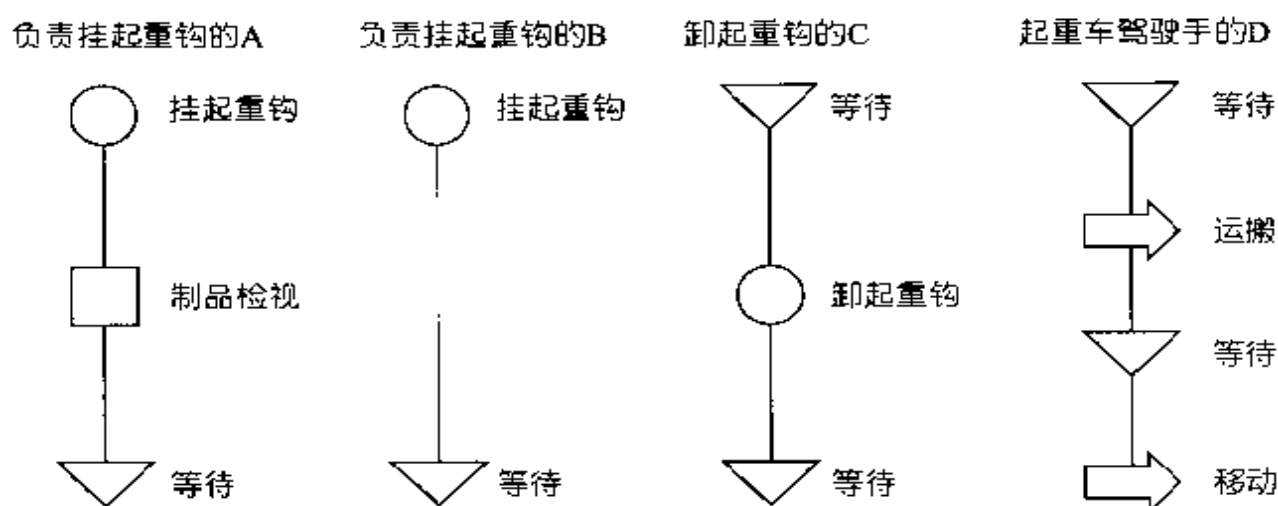 负责挂起重钩的A 负责挂起重钩的B 卸起重钩的C 起重车驾驶手的D
挂起重钩 挂起重钩 等待 等待
运搬
制品检视 卸起重钩
等待
等待 等待 等待 移动